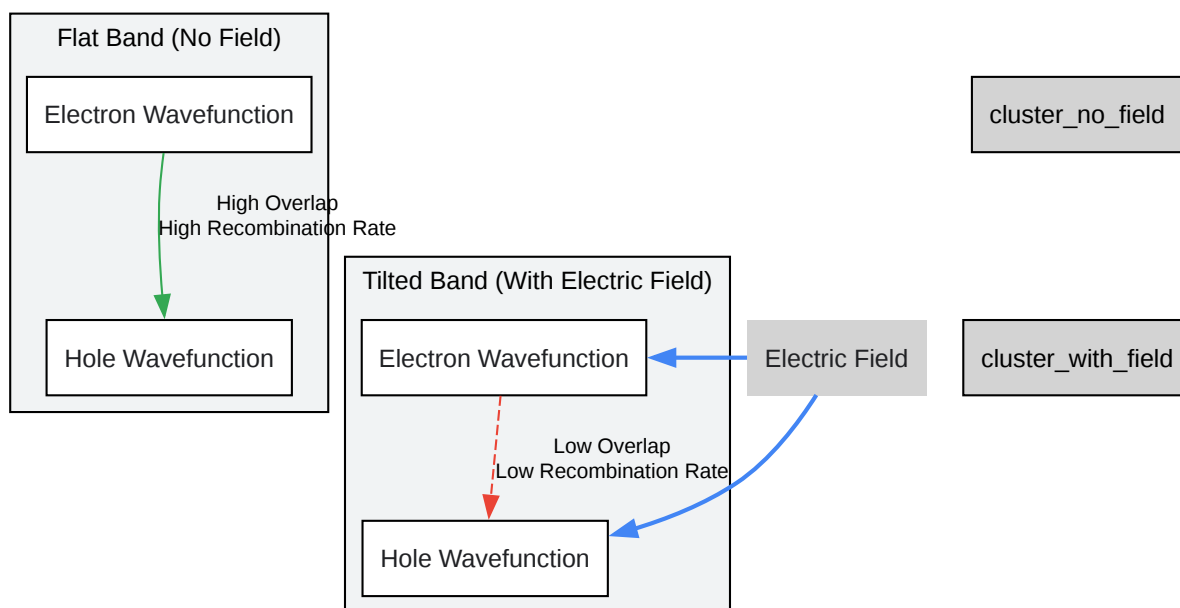 Flat Band (No Field)
Electron Wavefunction
High Overlap
High Recombination Rate
Hole Wavefunction
cluster_no_field
Tilted Band (With Electric Field)
Electron Wavefunction
Electric Field
cluster_with_field
Low Overlap
Low Recombination Rate
Hole Wavefunction